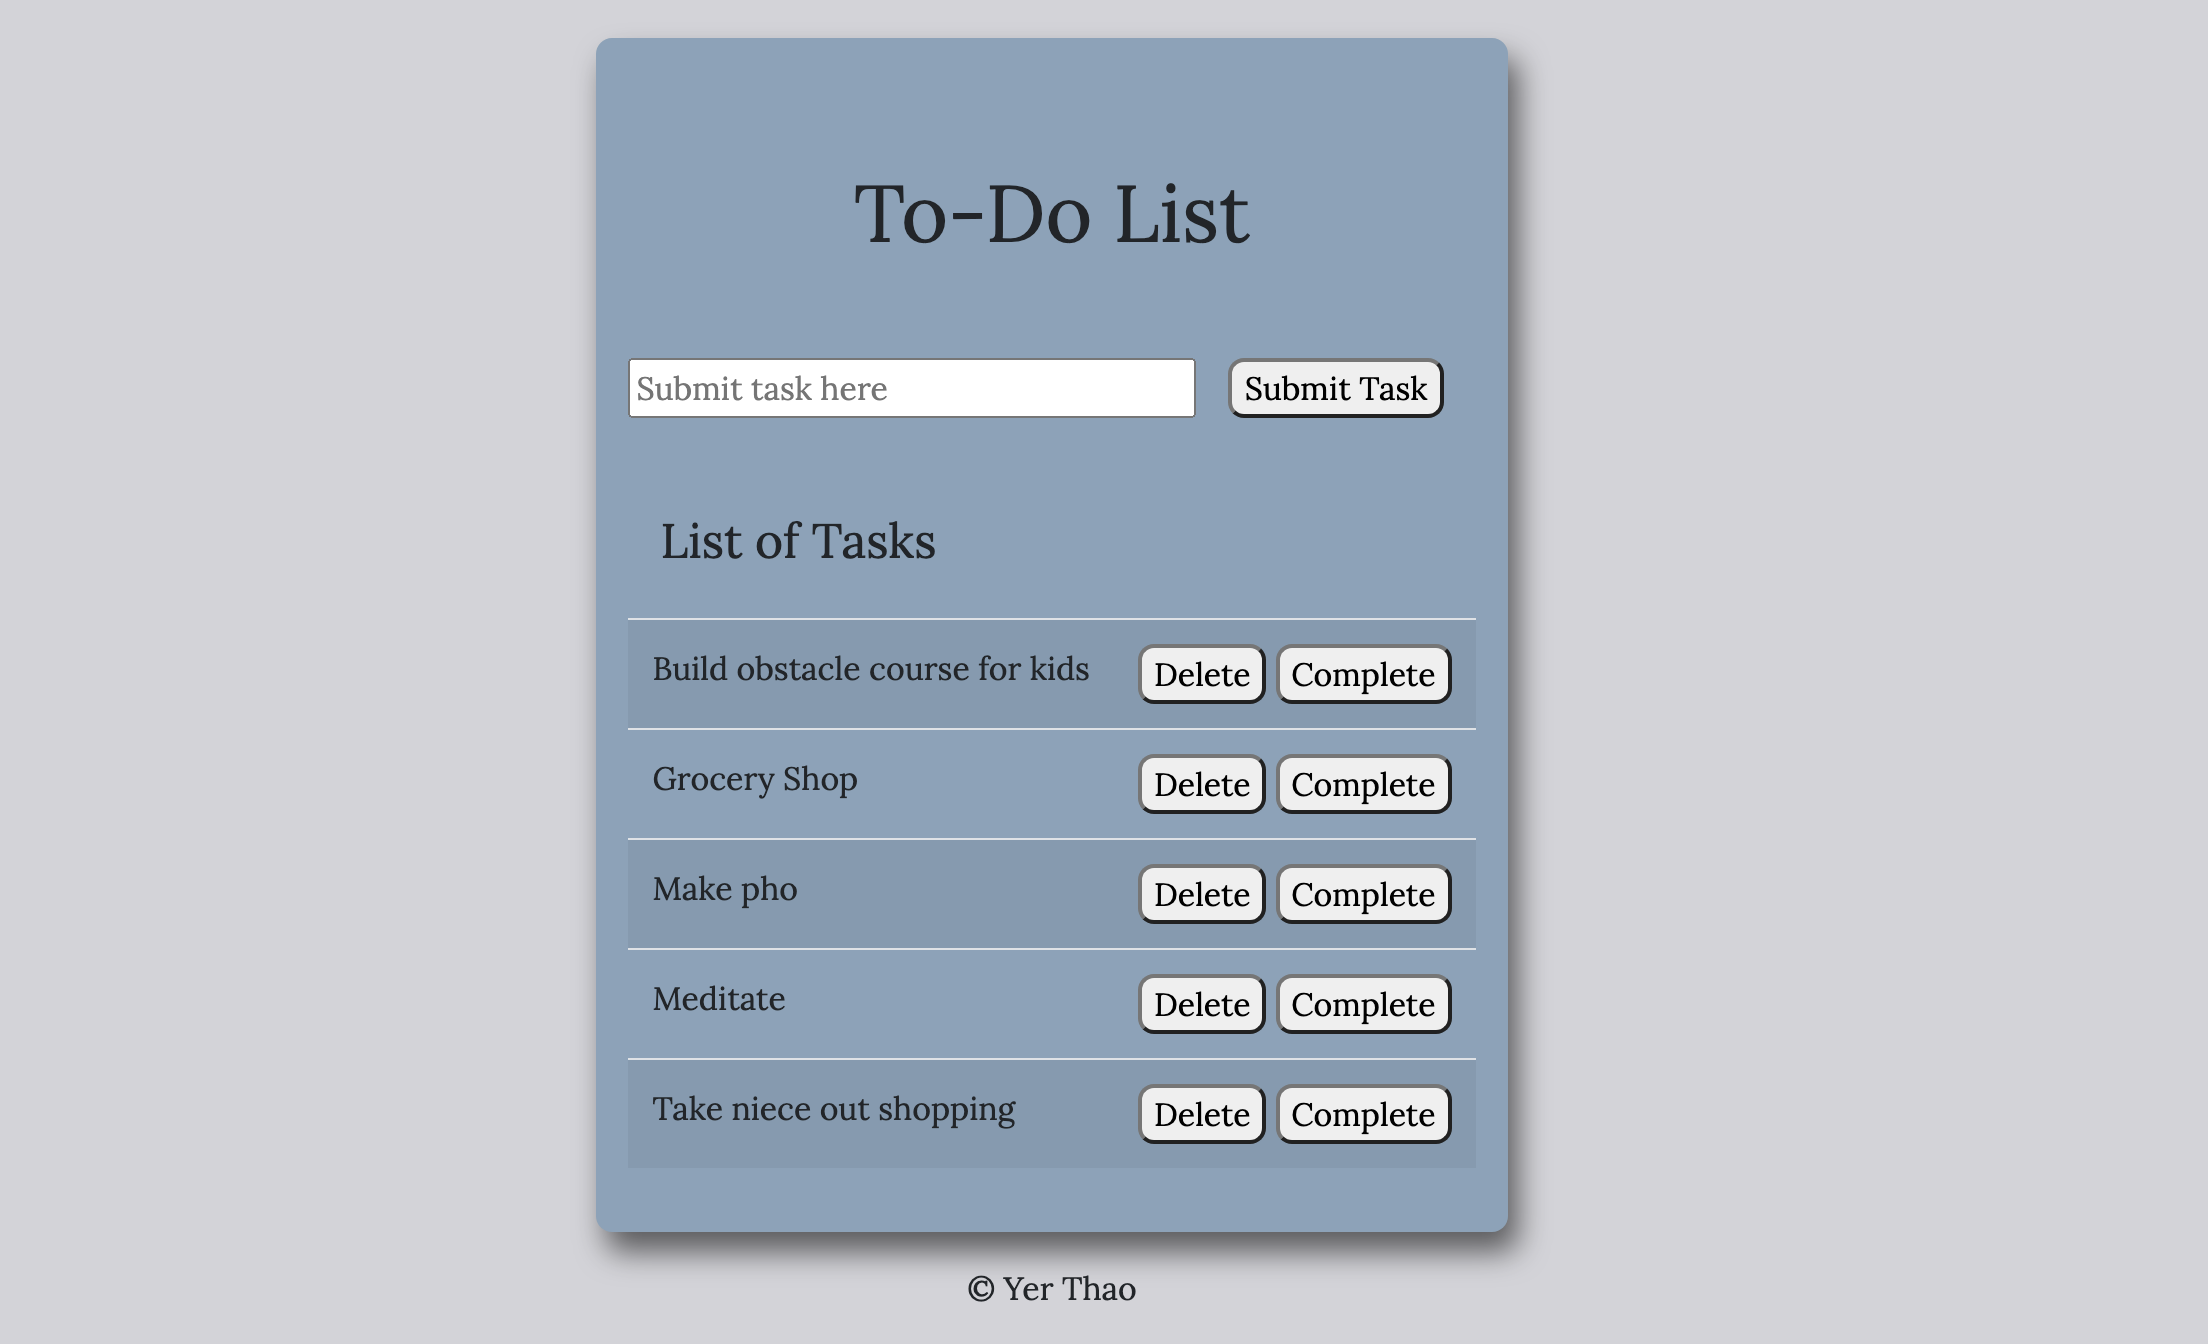 To-Do List
Submit task here Submit Task
List of Tasks
Build obstacle course for kids Delete Complete
Grocery Shop Delete Complete
Make pho Delete Complete
Meditate Delete Complete
Take niece out shopping Delete Complete
© Yer Thao